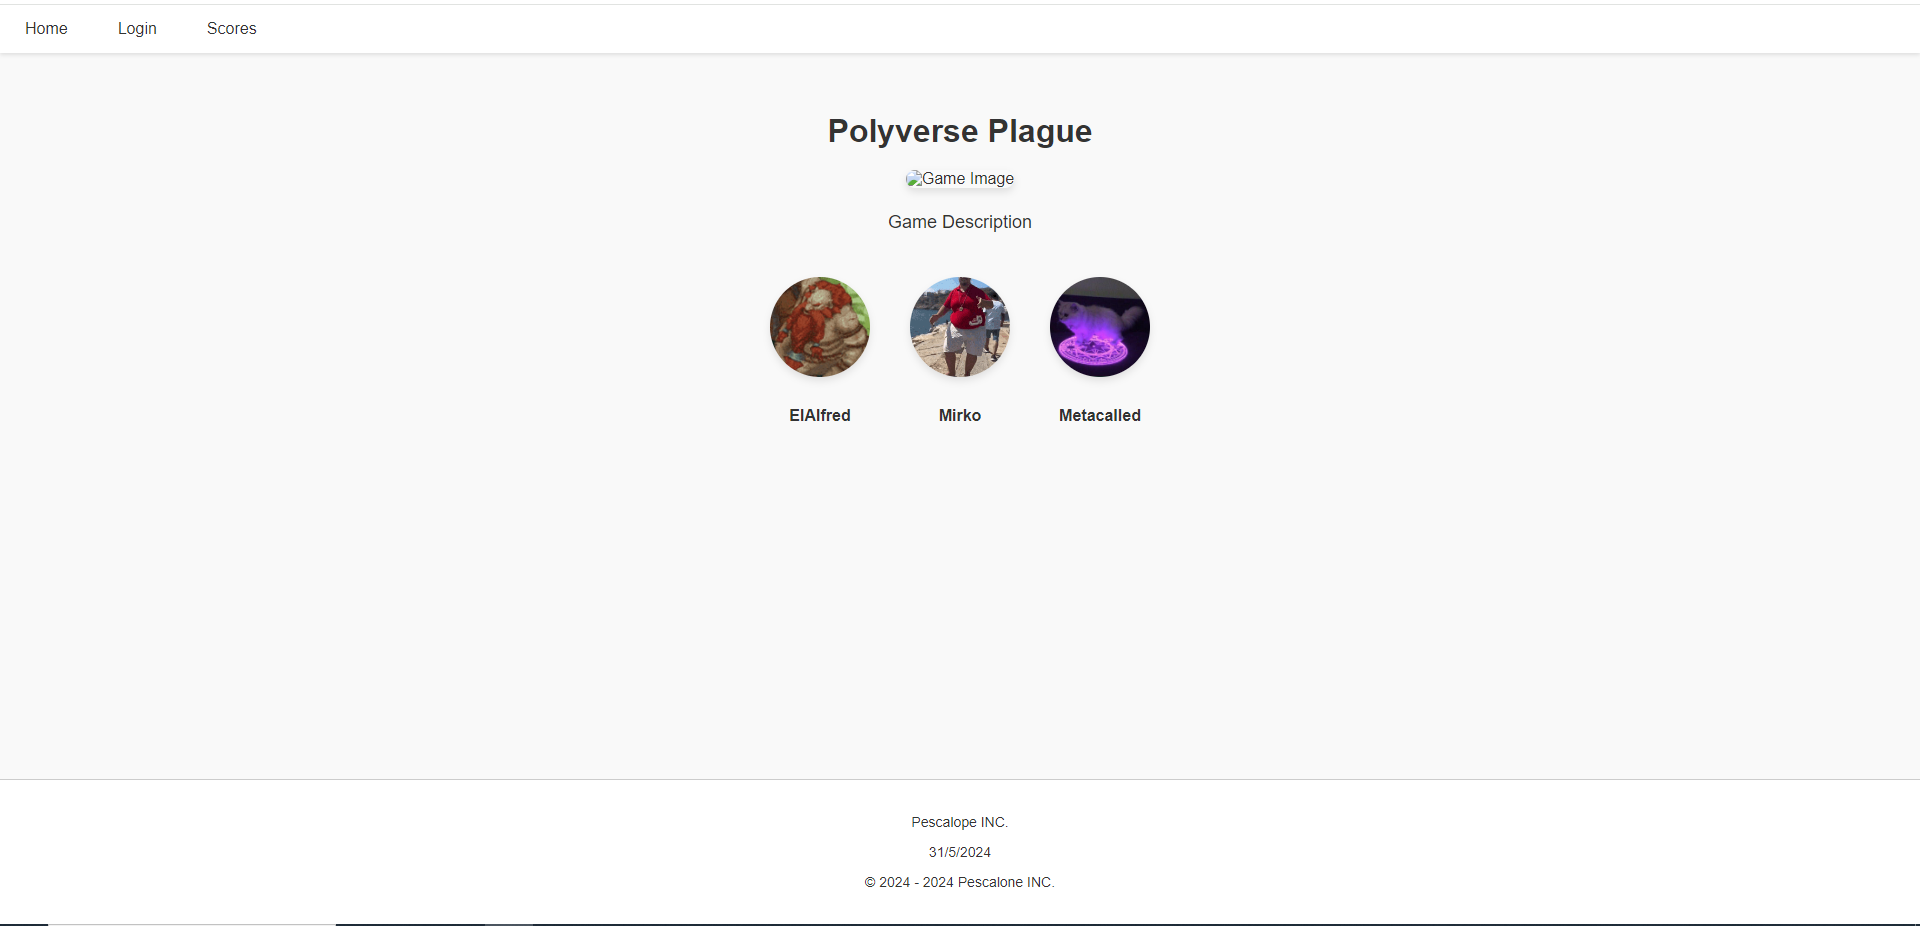 Home Login Scores
Polyverse Plague
Game Image
Game Description
ElAlfred Mirko Metacalled
Pescalope INC.
31/5/2024
© 2024 - 2024 Pescalone INC.